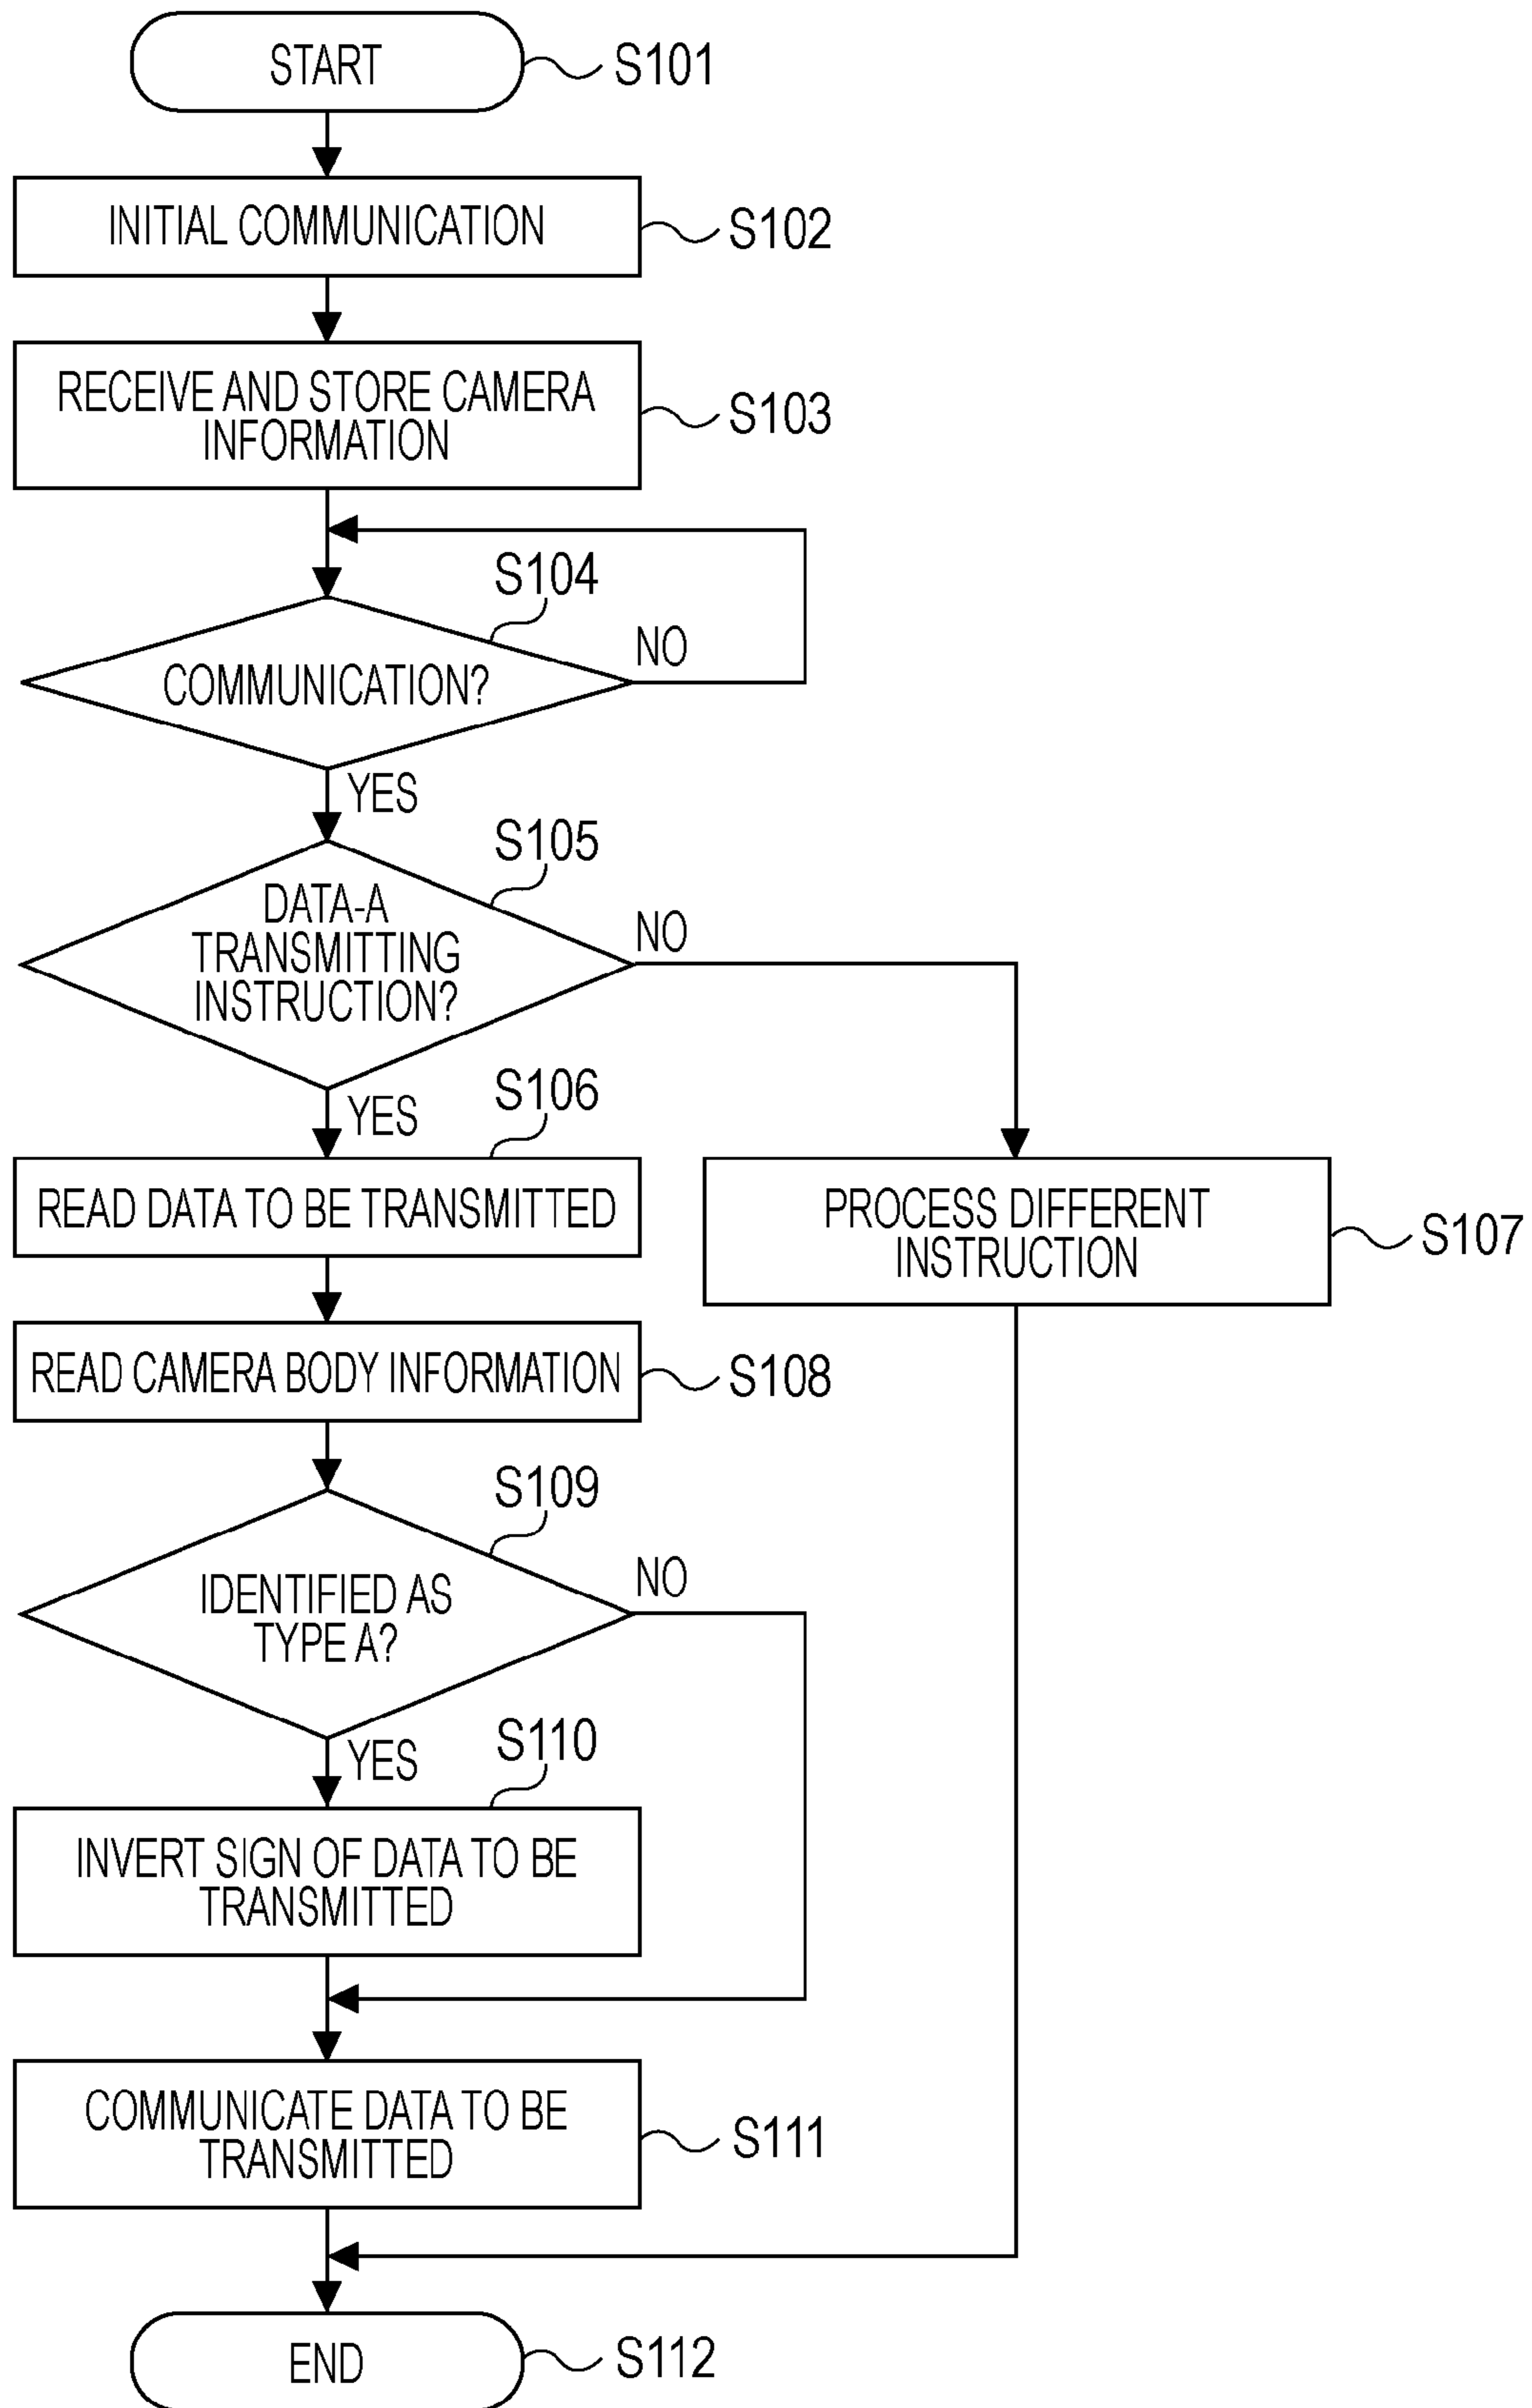 START
S101
INITIAL COMMUNICATION
S102
RECEIVE AND STORE CAMERA
INFORMATION
S103
S104
COMMUNICATION?
NO
YES
S105
DATA-A
TRANSMITTING
INSTRUCTION?
NO
YES
S106
READ DATA TO BE TRANSMITTED
PROCESS DIFFERENT
INSTRUCTION
S107
READ CAMERA BODY INFORMATION
S108
S109
IDENTIFIED AS
TYPE A?
NO
YES
S110
INVERT SIGN OF DATA TO BE
TRANSMITTED
COMMUNICATE DATA TO BE
TRANSMITTED
S111
END
S112